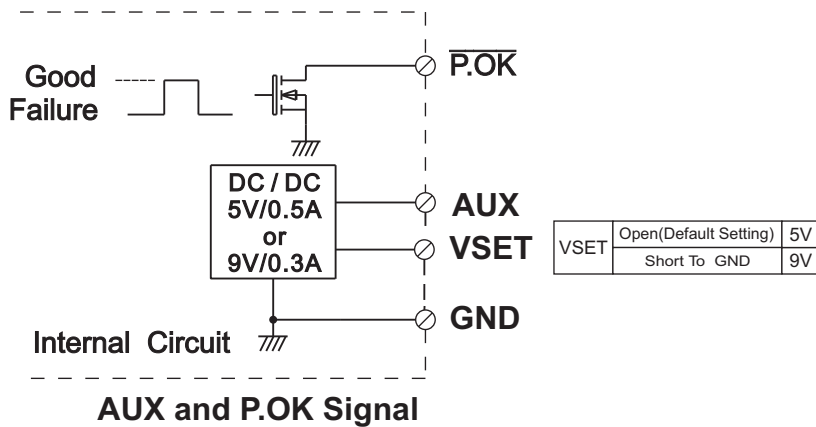 Good
Failure
P.OK
DC / DC
5V/0.5A
or
9V/0.3A
AUX
VSET
GND
VSET
Open(Default Setting) 5V
Short To GND 9V
Internal Circuit
AUX and P.OK Signal